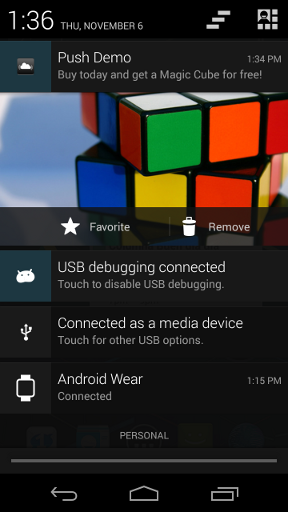 1:36 THU, NOVEMBER 6
Push Demo 1:34 PM
Buy today and get a Magic Cube for free!
Favorite Remove
USB debugging connected
Touch to disable USB debugging.
Connected as a media device
Touch for other USB options.
Android Wear 1:15 PM
Connected
PERSONAL